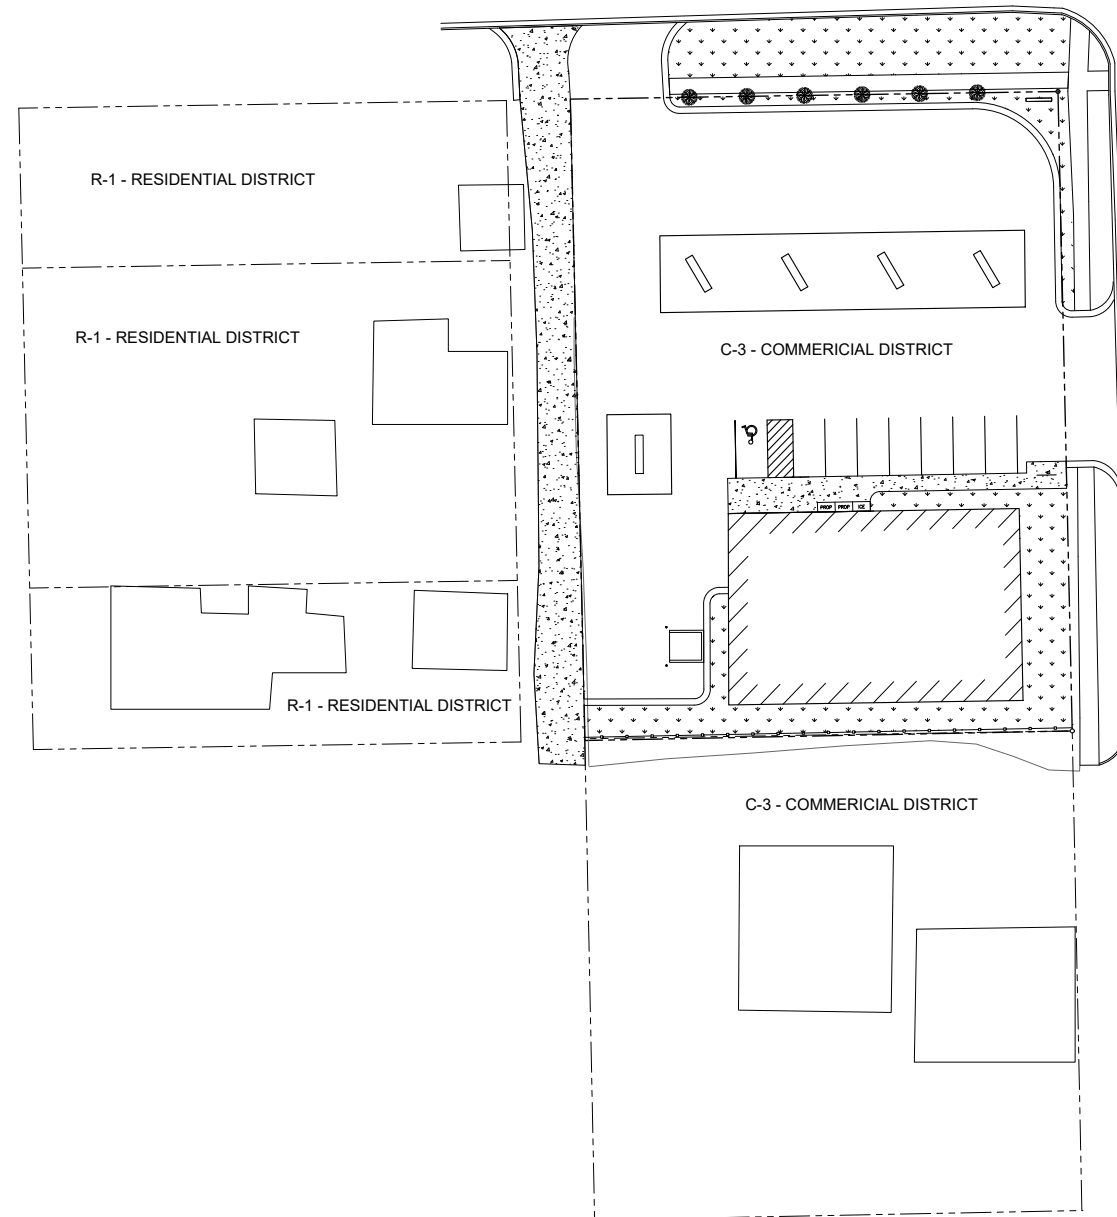 R-1 - RESIDENTIAL DISTRICT
R-1 - RESIDENTIAL DISTRICT
C-3 - COMMERICIAL DISTRICT
PROP PROP ICE
R-1 - RESIDENTIAL DISTRICT
C-3 - COMMERICIAL DISTRICT